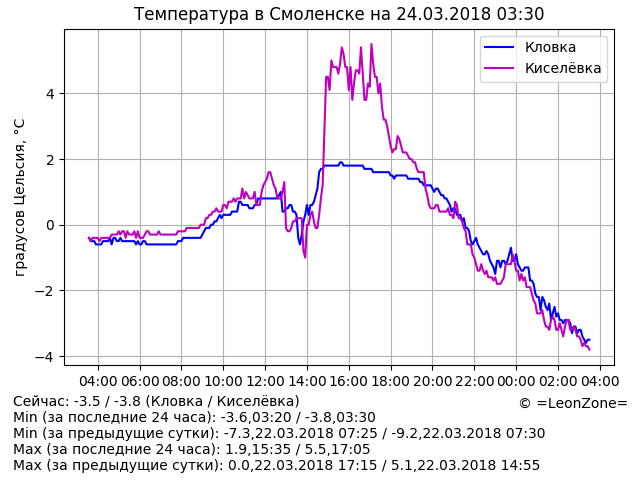 Температура в Смоленске на 24.03.2018 03:30
Кловка
Киселёвка
градусов Цельсия, °C
4
2
0
−2
−4
04:00 06:00 08:00 10:00 12:00 14:00 16:00 18:00 20:00 22:00 00:00 02:00 04:00
Сейчас: -3.5 / -3.8 (Кловка / Киселёвка)
© =LeonZone=
Min (за последние 24 часа): -3.6,03:20 / -3.8,03:30
Min (за предыдущие сутки): -7.3,22.03.2018 07:25 / -9.2,22.03.2018 07:30
Max (за последние 24 часа): 1.9,15:35 / 5.5,17:05
Max (за предыдущие сутки): 0.0,22.03.2018 17:15 / 5.1,22.03.2018 14:55